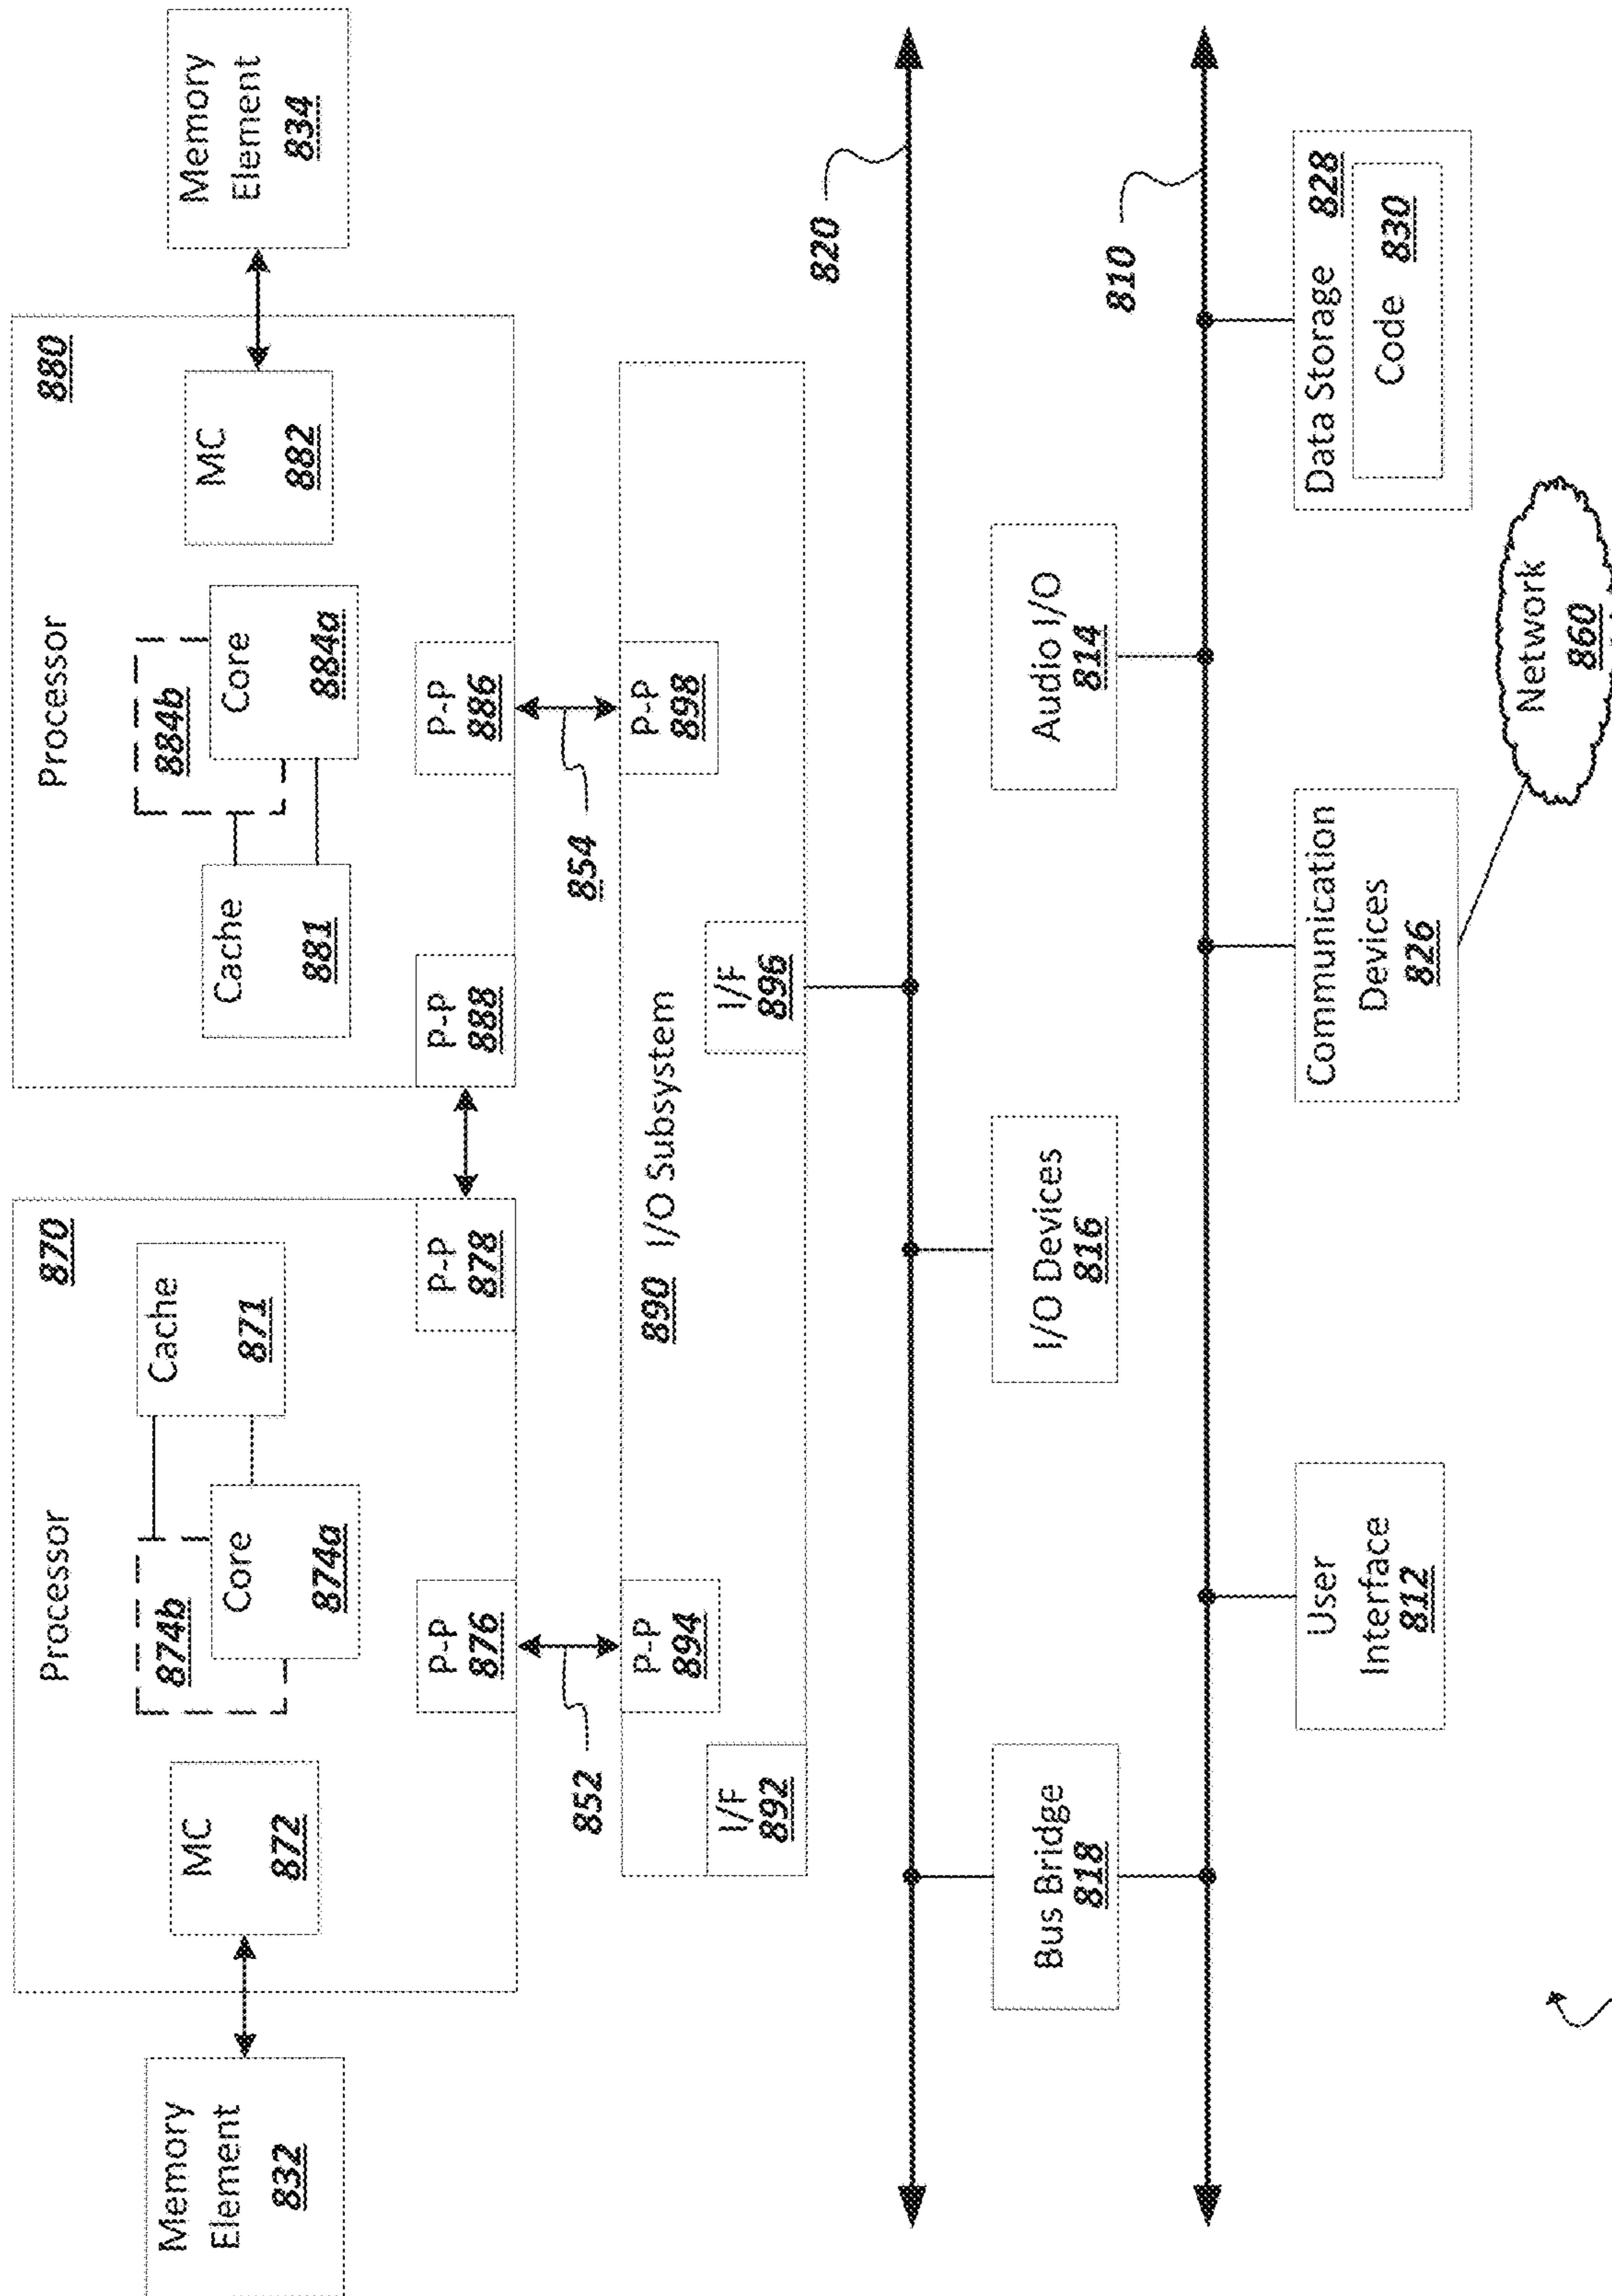 Memory
Element
832
Processor
870
MC
872
874b
Core
874a
Cache
871
P-P
876
P-P
878
Processor
880
Cache
881
884b
Core
884a
MC
882
P-P
888
P-P
886
Memory
Element
834
852
854
890 I/O Subsystem
I/F
892
P-P
894
I/F
896
P-P
898
820
Bus Bridge
818
I/O Devices
816
Audio I/O
814
810
User
Interface
812
Communication
Devices
826
Data Storage 828
Code 830
Network
860